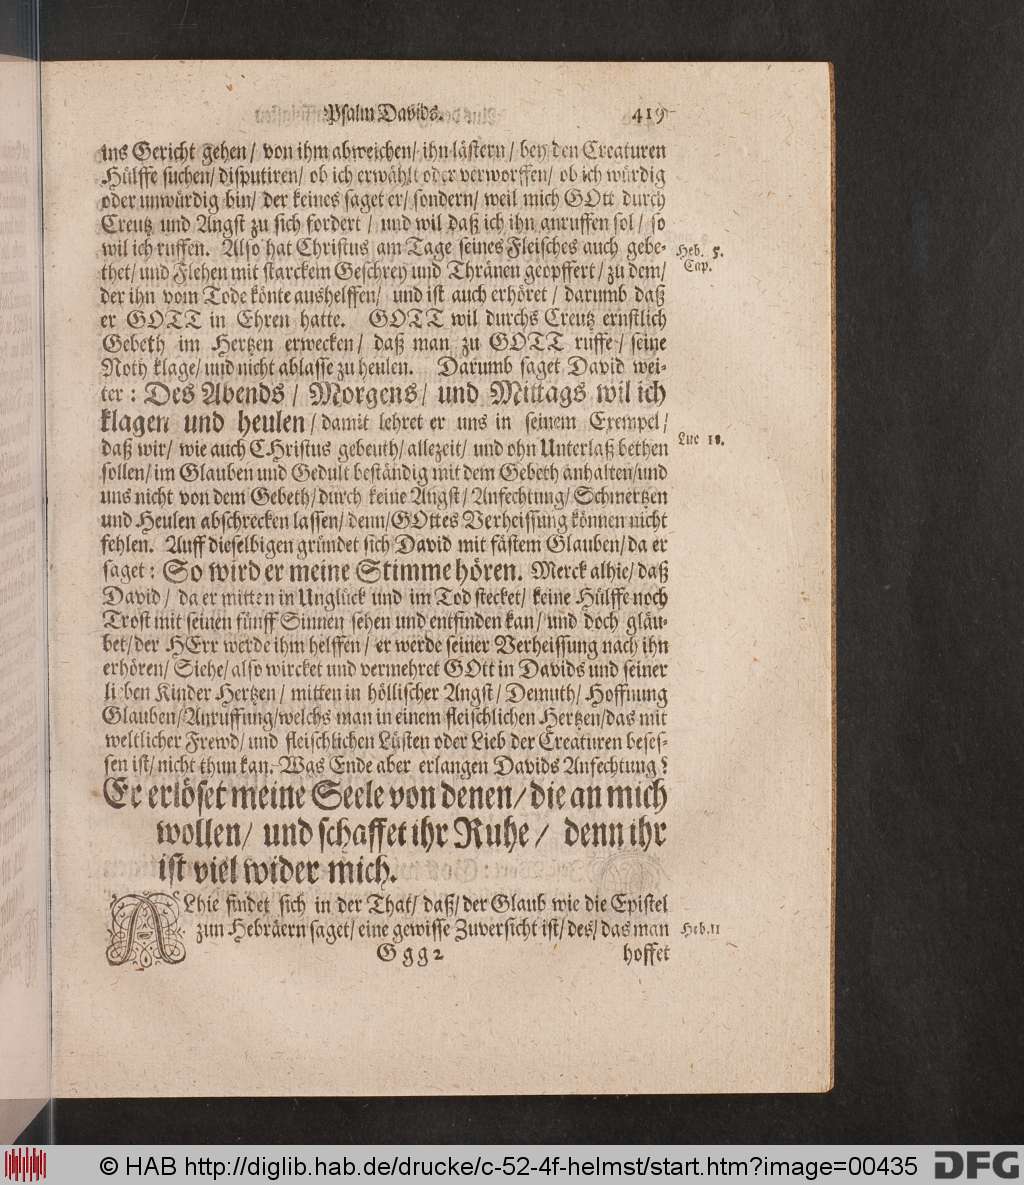 Psalm Davids. 419
ins Gericht gehen/ von ihm abweichen/ ihn lästern/ bey den Creaturen
Hülffe suchen/ disputiren/ ob ich erwählt oder verworffen/ ob ich würdig
oder unwürdig bin/ der keines saget er/ sondern/ weil mich GOtt durch
Creutz und Angst zu sich fordert / und wil daß ich ihn anruffen sol/ so
wil ich ruffen. Also hat Christus am Tage seines Fleisches auch gebe-
Heb. 5.
Cap.
thet/ und Flehen mit starckem Geschrey und Thränen geopffert/ zu dem/
der ihn vom Tode könte aushelffen/ und ist auch erhöret/ darumb daß
er GOTT in Ehren hatte. GOTT wil durchs Creutz ernstlich
Gebeth im Hertzen erwecken/ daß man zu GOTT ruffe/ seine
Noth klage/ und nicht ablasse zu heulen. Darumb saget David wei-
ter: Des Abends/ Morgens/ und Mittags wil ich
klagen und heulen/ damit lehret er uns in seinem Exempel/
daß wir/ wie auch CHristus gebeuth/ allezeit/ und ohn Unterlaß bethen
Luc 18.
sollen/ im Glauben und Gedult beständig mit dem Gebeth anhalten/und
uns nicht von dem Gebeth/durch keine Angst/ Anfechtung/ Schmertzen
und Heulen abschrecken lassen/ denn/GOttes Verheissung können nicht
fehlen. Auff dieselbigen gründet sich David mit fästem Glauben/da er
saget: So wird er meine Stimme hören. Merck alhie/ daß
David/ da er mitten in Unglück und im Tod stecket/ keine Hülffe noch
Trost mit seinen fünff Sinnen sehen und entfinden kan/ und doch gläu-
bet/der HErr werde ihm helffen/ er werde seiner Verheissung nach ihn
erhören/ Siehe/ also wircket und vermehret GOtt in Davids und seiner
lieben Kinder Hertzen/ mitten in höllischer Angst/ Demuth/ Hoffnung
Glauben/Anruffung/welchs man in einem fleischlichen Hertzen/das mit
weltlicher Frewd/ und fleischlichen Lüsten oder Lieb der Creaturen beses-
sen ist/ nicht thun kan. Was Ende aber erlangen Davids Anfechtung?
Er erlöset meine Seele von denen/ die an mich
wollen/ und schaffet ihr Ruhe/ denn ihr
ist viel wider mich.
ALhie findet sich in der That/ daß/ der Glaub wie die Epistel
zun Hebräern saget/ eine gewisse Zuversicht ist/ des/ das man
Heb. 11
Ggg 2 hoffet
© HAB http://diglib.hab.de/drucke/c-52-4f-helmst/start.htm?image=00435 DFG